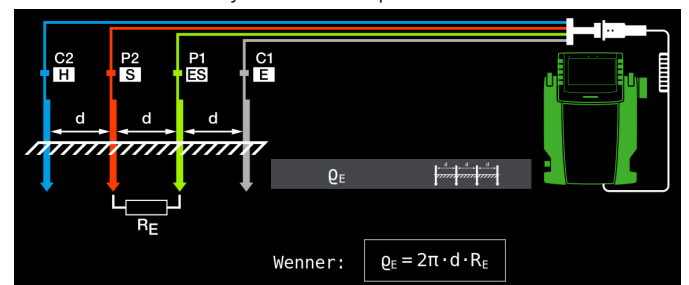 C2 P2 P1 C1
H S ES E
d d d
ϱE
d d d
RE
Wenner: ϱE = 2π·d·RE